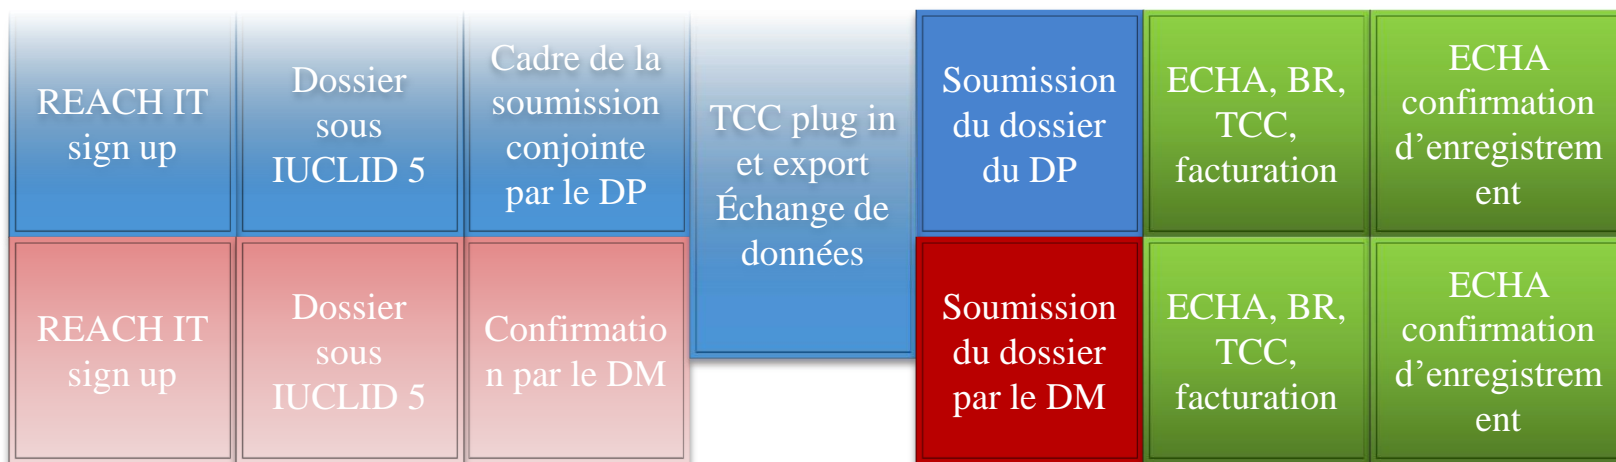 REACH IT
sign up
Dossier
sous
IUCLID 5
Cadre de la
soumission
conjointe
par le DP
TCC plug in
et export
Échange de
données
Soumission
du dossier
du DP
ECHA, BR,
TCC,
facturation
ECHA
confirmation
d’enregistrem
ent
REACH IT
sign up
Dossier
sous
IUCLID 5
Confirmatio
n par le DM
Soumission
du dossier
par le DM
ECHA, BR,
TCC,
facturation
ECHA
confirmation
d’enregistrem
ent